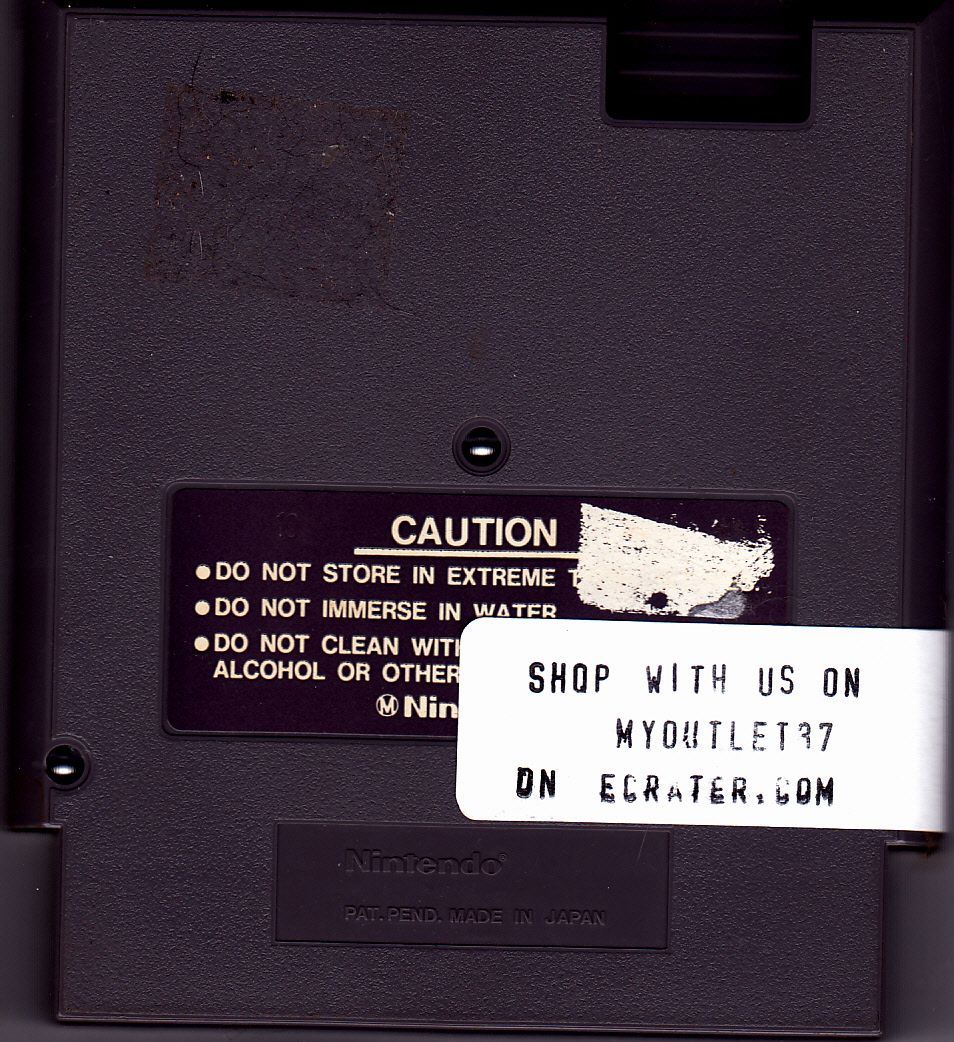 CAUTION
●DO NOT STORE IN EXTREME
●DO NOT IMMERSE IN WATER
●DO NOT CLEAN WITH
ALCOHOL OR OTHER
Ⓜ Nin
SHOP WITH US ON
MYOUTLET37
ON ECRATER.COM
Nintendo®
PAT. PEND. MADE IN JAPAN